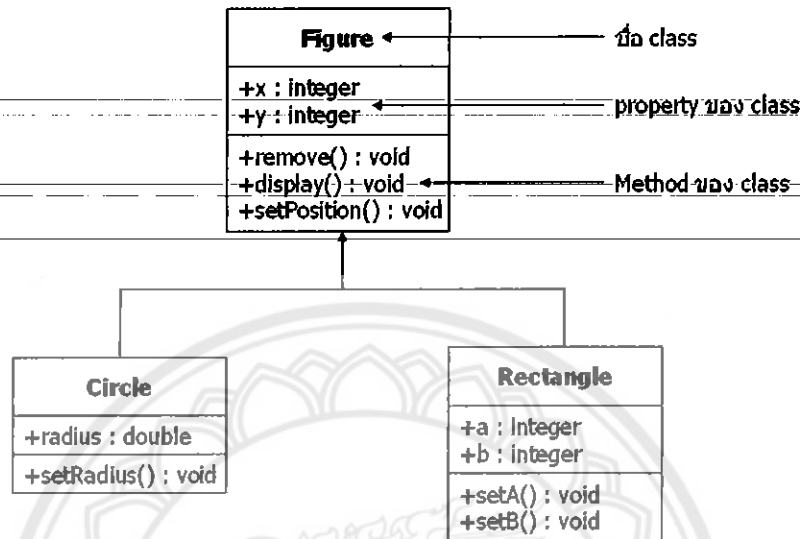 Figure
ชื่อ class
+x : integer
+y : integer
property ของ class
+remove() : void
+display() : void
Method ของ class
+setPosition() : void
Circle
+radius : double
+setRadius() : void
Rectangle
+a : integer
+b : integer
+setA() : void
+setB() : void